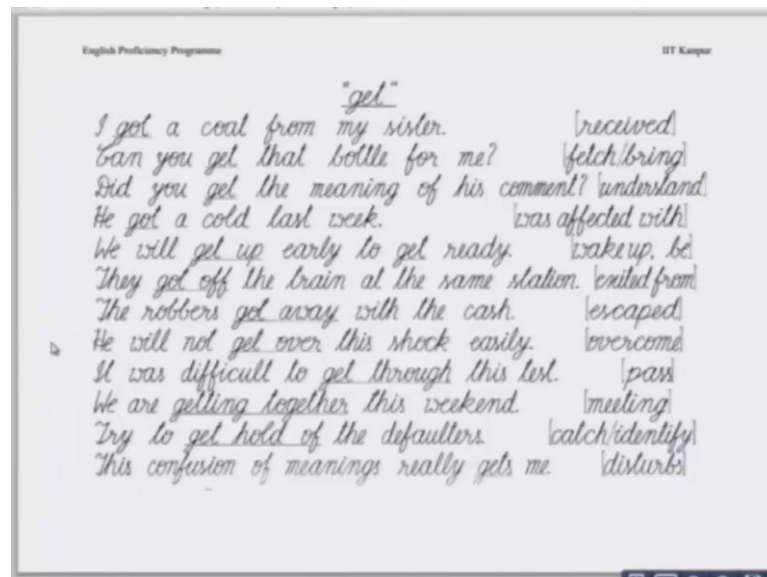 English Proficiency Programme IIT Kanpur
"get"
I got a coat from my sister. [received]
Can you get that bottle for me? [fetch/bring]
Did you get the meaning of his comment? [understand]
He got a cold last week. [was affected with]
We will get up early to get ready. [wake up, be]
They got off the train at the same station. [exited from]
The robbers got away with the cash. [escaped]
He will not get over this shock easily. [overcome]
It was difficult to get through this test. [pass]
We are getting together this weekend. [meeting]
Try to get hold of the defaulters. [catch/identify]
This confusion of meanings really gets me. [disturbs]